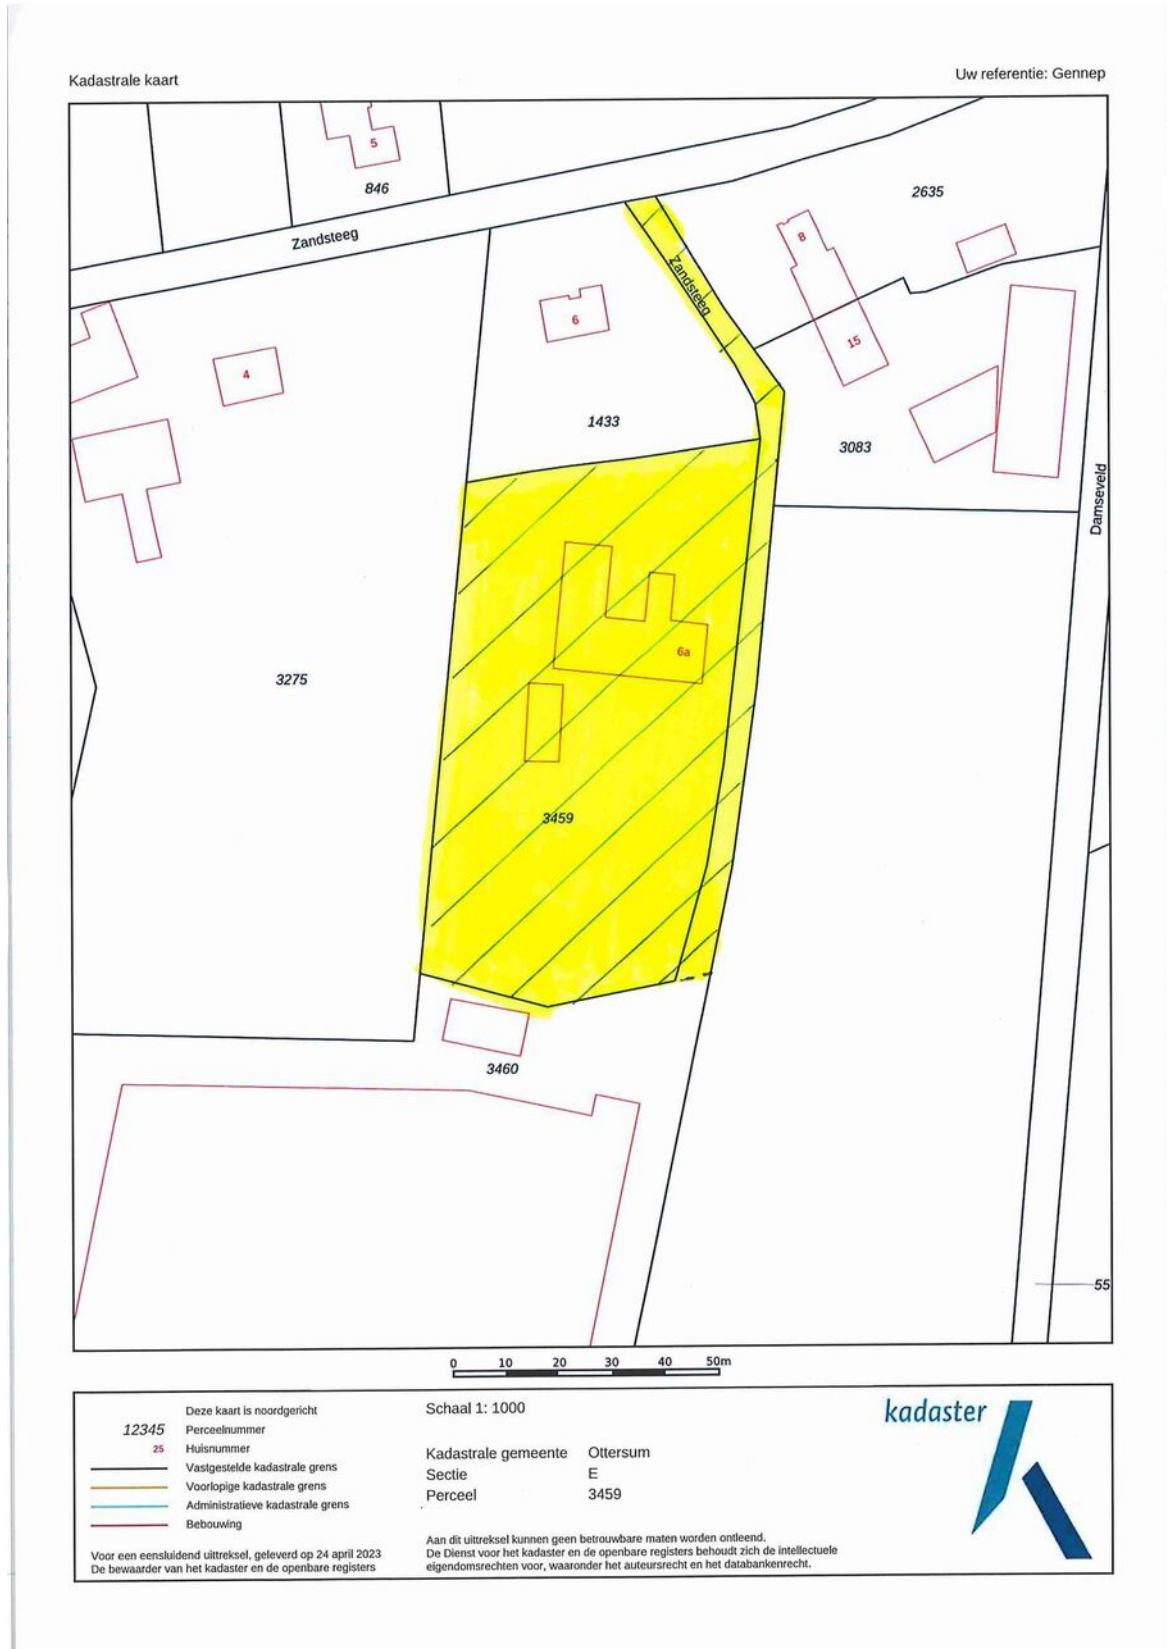 Kadastrale kaart
Uw referentie: Gennep
5
846
2635
Zandsteeg
8
Zandsteeg
6
15
4
1433
3083
Damseveld
6a
3275
3459
3460
55
0 10 20 30 40 50m
Deze kaart is noordgericht
12345 Perceelnummer
25 Huisnummer
Vastgestelde kadastrale grens
Voorlopige kadastrale grens
Administratieve kadastrale grens
Bebouwing
Voor een eensluidend uittreksel, geleverd op 24 april 2023
De bewaarder van het kadaster en de openbare registers
Schaal 1: 1000
Kadastrale gemeente Ottersum
Sectie E
Perceel 3459
Aan dit uittreksel kunnen geen betrouwbare maten worden ontleend.
De Dienst voor het kadaster en de openbare registers behoudt zich de intellectuele
eigendomsrechten voor, waaronder het auteursrecht en het databankenrecht.
kadaster